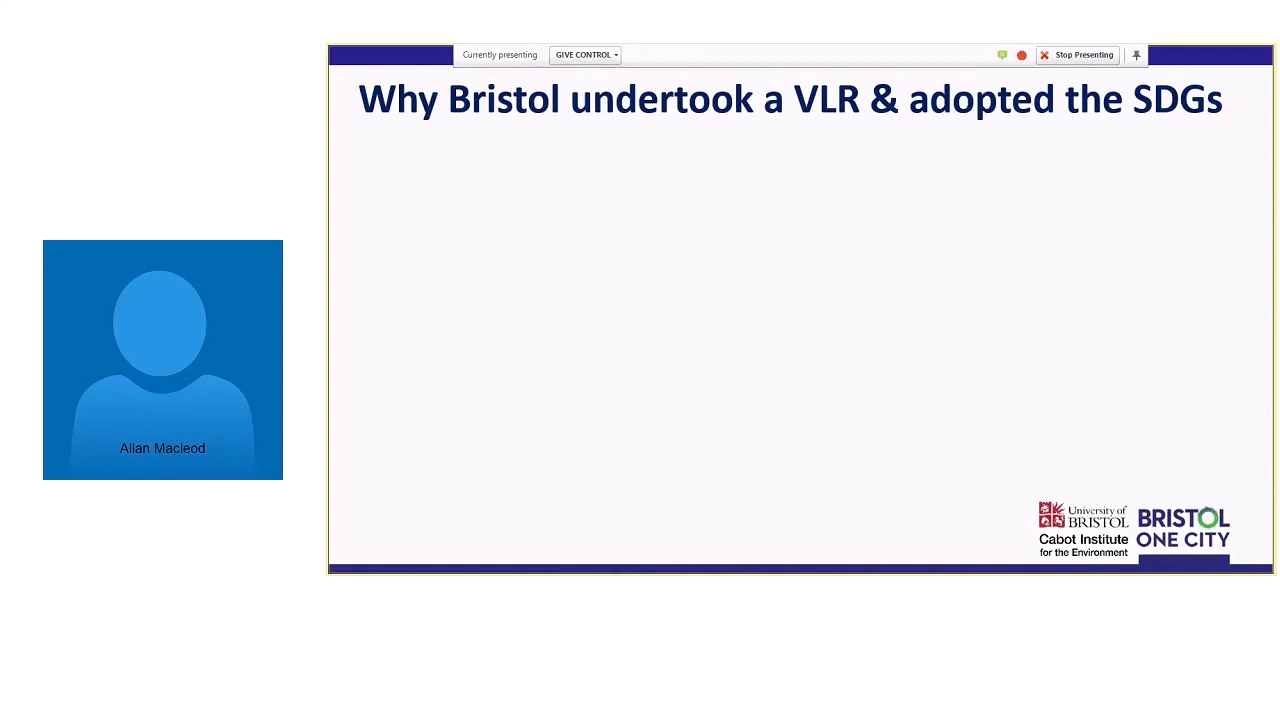 Currently presenting
GIVE CONTROL
Stop Presenting
Why Bristol undertook a VLR & adopted the SDGs
Allan Macleod
University of
BRISTOL
Cabot Institute
for the Environment
BRISTOL
ONE CITY